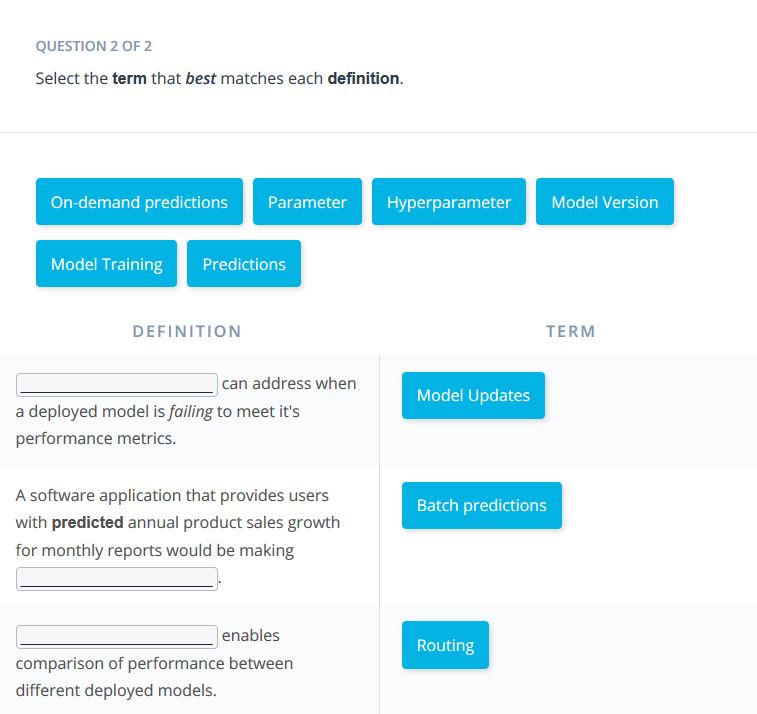 QUESTION 2 OF 2
Select the term that best matches each definition.
On-demand predictions Parameter Hyperparameter Model Version
Model Training Predictions
DEFINITION TERM
____________________ can address when
a deployed model is failing to meet it's
performance metrics.
Model Updates
A software application that provides users
with predicted annual product sales growth
for monthly reports would be making
____________________.
Batch predictions
____________________ enables
comparison of performance between
different deployed models.
Routing